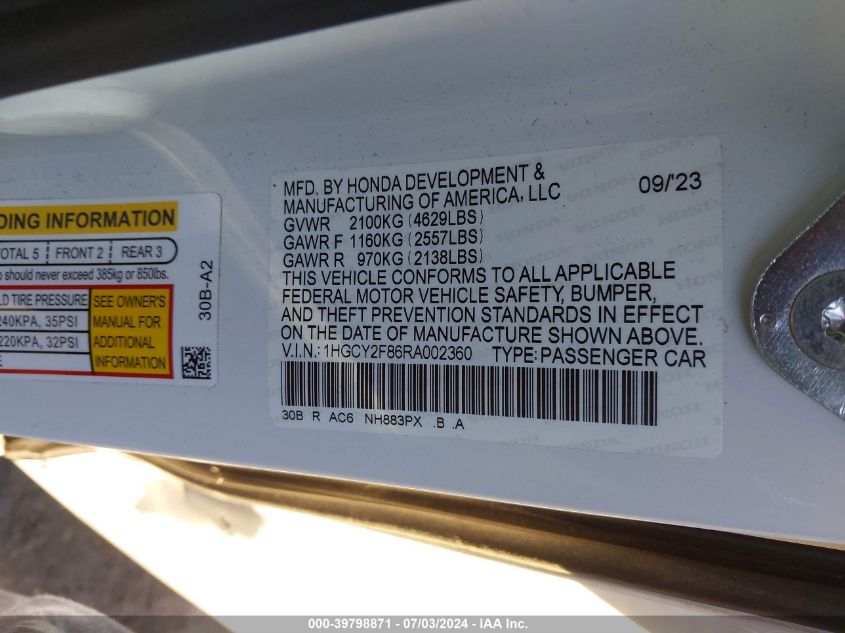 DING INFORMATION
OTAL 5 FRONT 2 REAR 3
should never exceed 385kg or 850lbs.
LD TIRE PRESSURE
240KPA, 35PSI
220KPA, 32PSI
SEE OWNER'S
MANUAL FOR
ADDITIONAL
INFORMATION
30B-A2
MFD. BY HONDA DEVELOPMENT & 09/'23
MANUFACTURING OF AMERICA, LLC
GVWR 2100KG (4629LBS)
GAWR F 1160KG (2557LBS)
GAWR R 970KG (2138LBS)
THIS VEHICLE CONFORMS TO ALL APPLICABLE
FEDERAL MOTOR VEHICLE SAFETY, BUMPER,
AND THEFT PREVENTION STANDARDS IN EFFECT
ON THE DATE OF MANUFACTURE SHOWN ABOVE.
V.I.N.: 1HGCY2F86RA002360 TYPE: PASSENGER CAR
30B R AC6 NH883PX .B .A
000-39798871 / 07/03/2024 - IAA Inc.